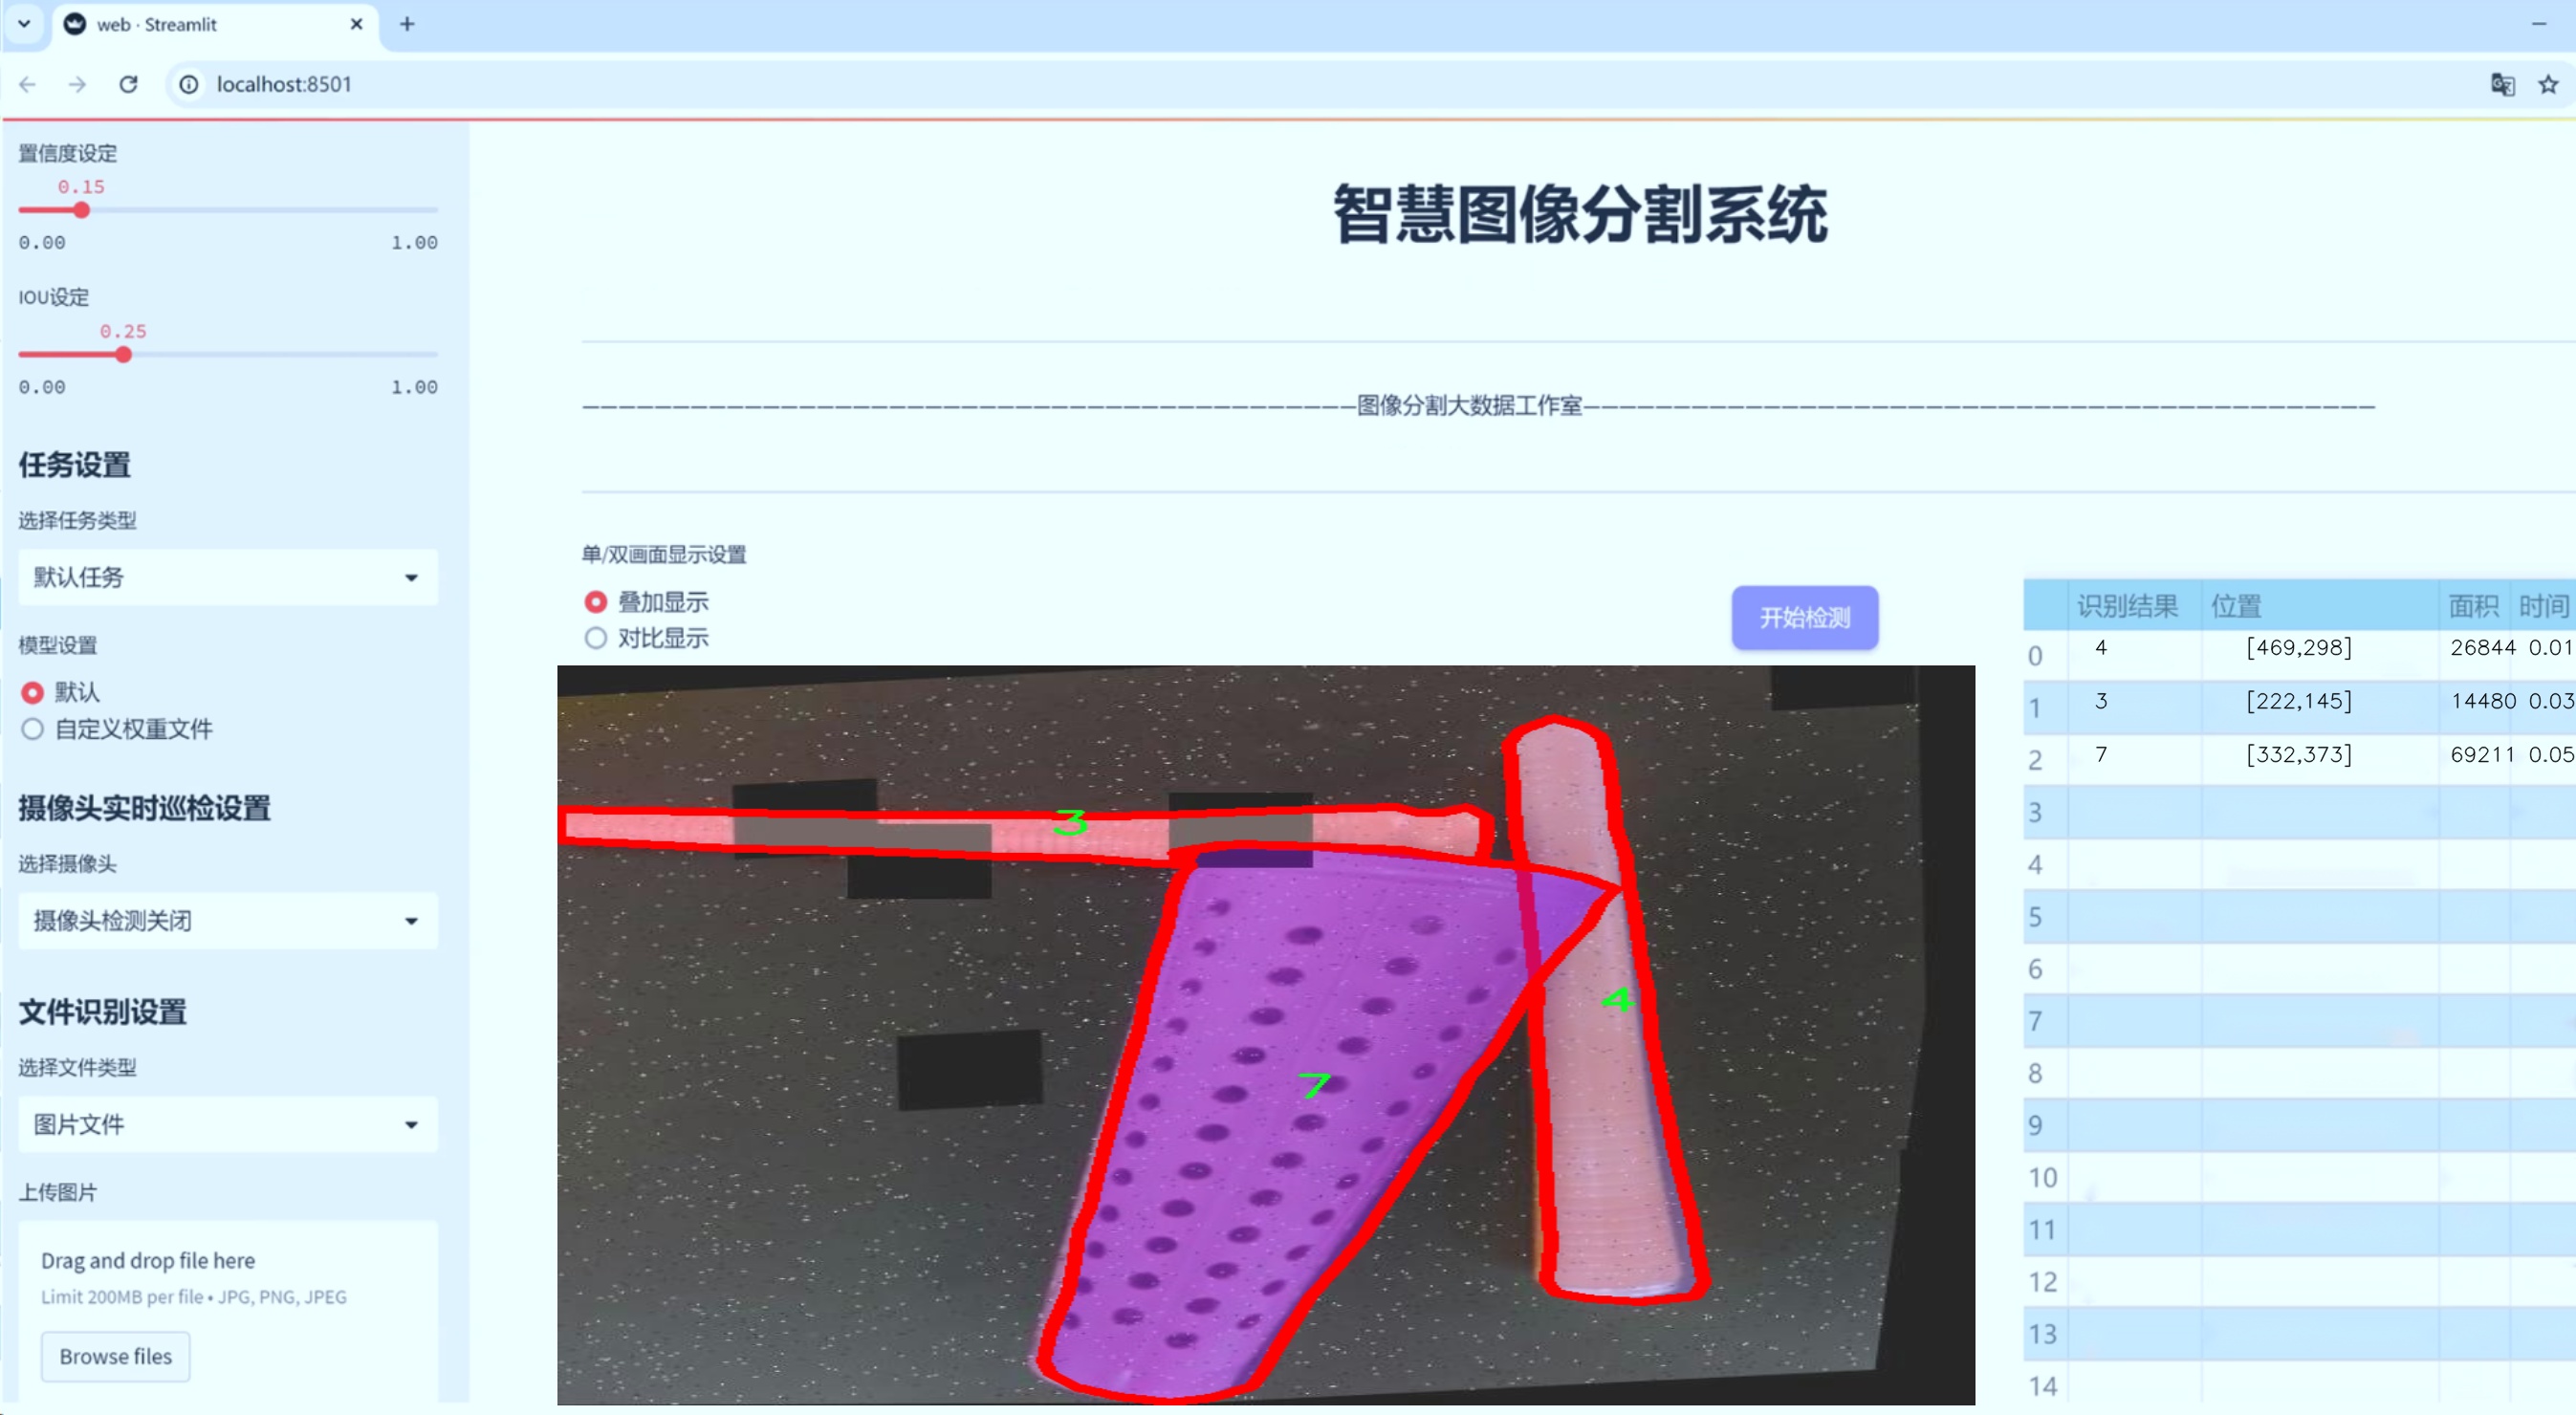 web · Streamlit
localhost:8501
置信度设定
0.15
0.00 1.00
IOU设定
0.25
0.00 1.00
任务设置
选择任务类型
默认任务
模型设置
默认
自定义权重文件
摄像头实时巡检设置
选择摄像头
摄像头检测关闭
文件识别设置
选择文件类型
图片文件
上传图片
Drag and drop file here
Limit 200MB per file • JPG, PNG, JPEG
Browse files
智慧图像分割系统
———————————————————————————————————————————图像分割大数据工作室————————————————————————————————————————————
单/双画面显示设置
叠加显示
对比显示
开始检测
3
4
7
识别结果 位置 面积 时间
0 4 [469,298] 26844 0.01
1 3 [222,145] 14480 0.03
2 7 [332,373] 69211 0.05
3
4
5
6
7
8
9
10
11
12
13
14